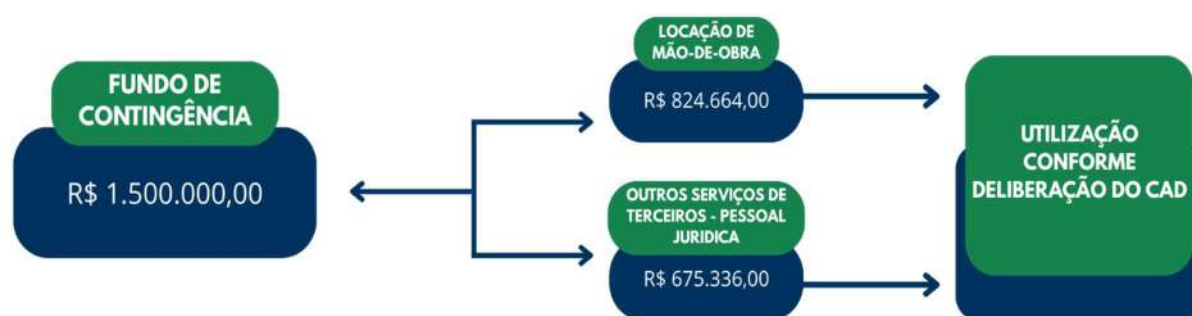 FUNDO DE
CONTINGÊNCIA
R$ 1.500.000,00
LOCAÇÃO DE
MÃO-DE-OBRA
R$ 824.664,00
OUTROS SERVIÇOS DE
TERCEIROS - PESSOAL
JURIDICA
R$ 675.336,00
UTILIZAÇÃO
CONFORME
DELIBERAÇÃO DO CAD